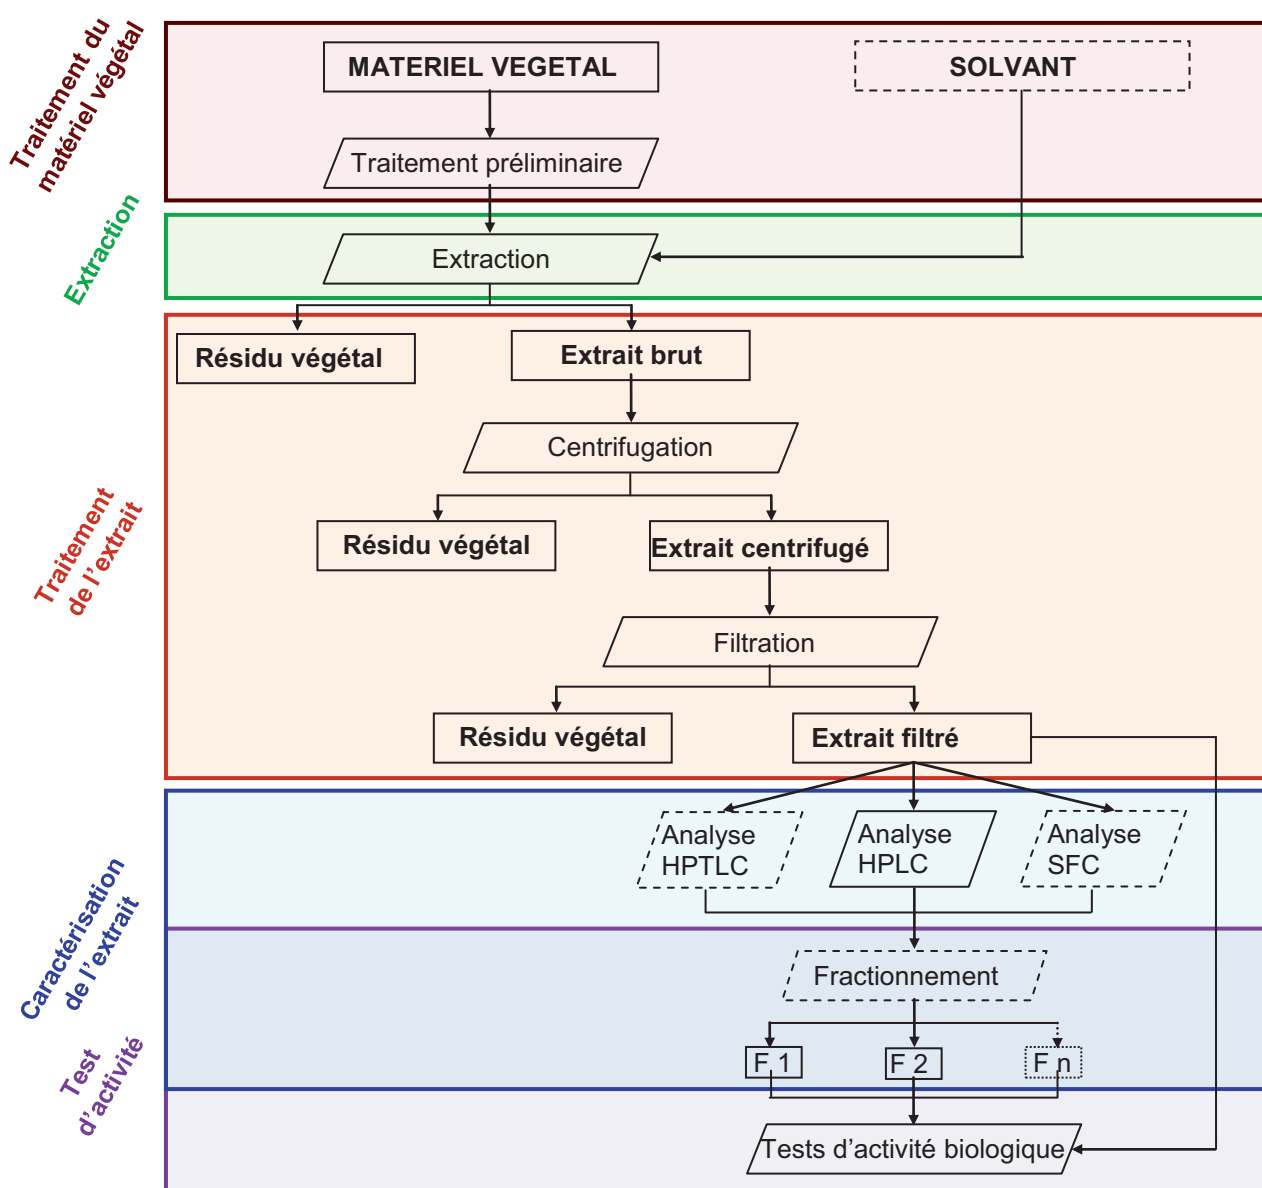 Traitement du
matériel végétal
MATERIEL VEGETAL
SOLVANT
Traitement préliminaire
Extraction
Extraction
Traitement
de l'extrait
Résidu végétal
Extrait brut
Centrifugation
Résidu végétal
Extrait centrifugé
Filtration
Résidu végétal
Extrait filtré
Caractérisation
de l'extrait
Analyse
HPTLC
Analyse
HPLC
Analyse
SFC
Fractionnement
F 1
F 2
F n
Test
d'activité
Tests d'activité biologique